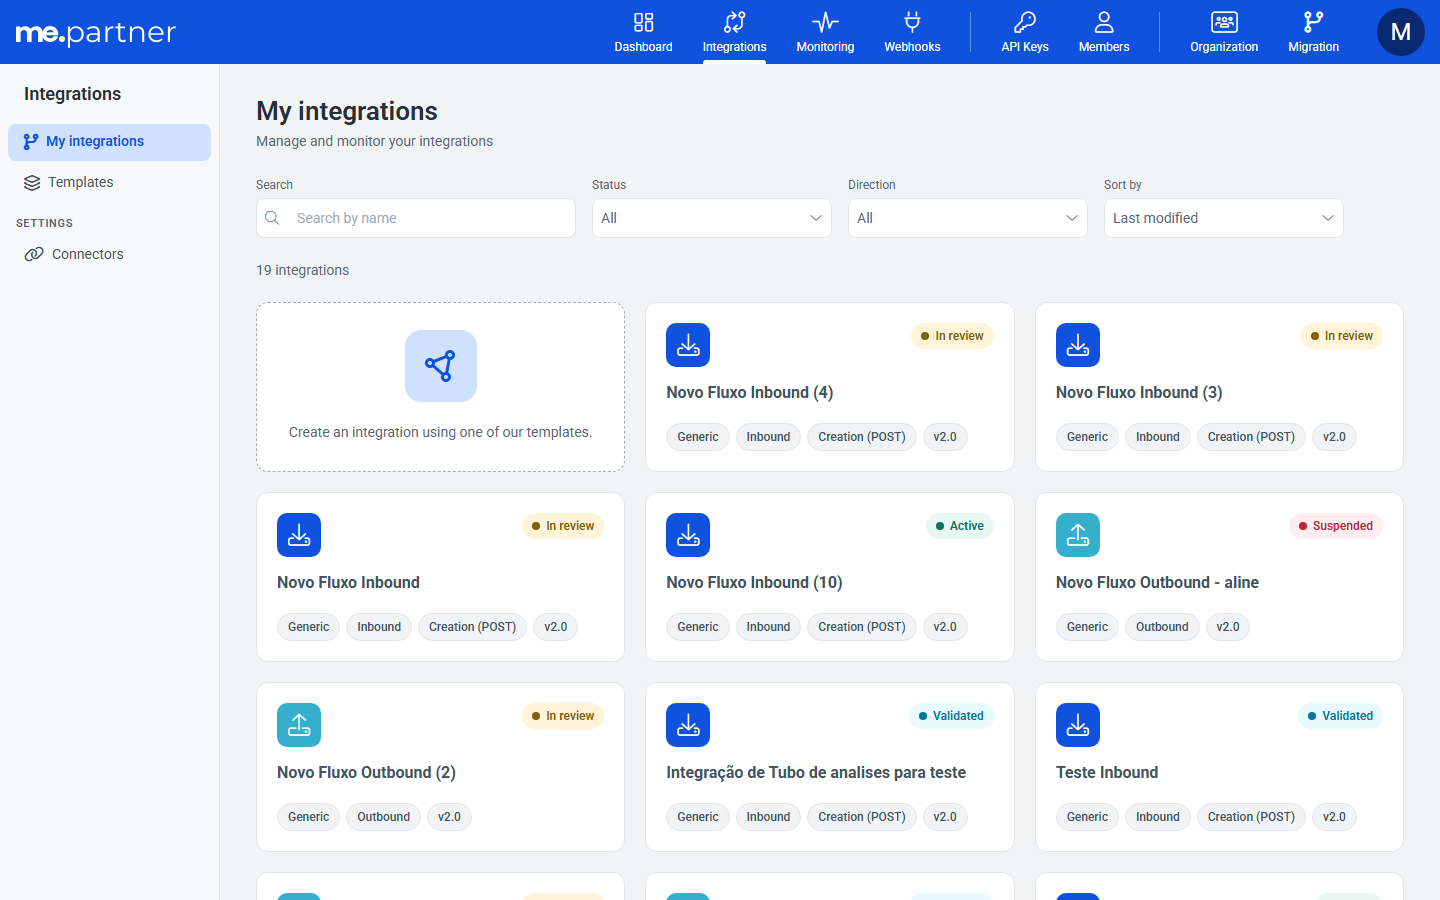 me.partner
Dashboard
Integrations
Monitoring
Webhooks
API Keys
Members
Organization
Migration
M
Integrations
My integrations
Templates
SETTINGS
Connectors
My integrations
Manage and monitor your integrations
Search
Status
Direction
Sort by
Search by name
All
All
Last modified
19 integrations
Create an integration using one of our templates.
In review
Novo Fluxo Inbound (4)
Generic Inbound Creation (POST) v2.0
In review
Novo Fluxo Inbound (3)
Generic Inbound Creation (POST) v2.0
In review
Novo Fluxo Inbound
Generic Inbound Creation (POST) v2.0
Active
Novo Fluxo Inbound (10)
Generic Inbound Creation (POST) v2.0
Suspended
Novo Fluxo Outbound - aline
Generic Outbound v2.0
In review
Novo Fluxo Outbound (2)
Generic Outbound v2.0
Validated
Integração de Tubo de analises para teste
Generic Inbound Creation (POST) v2.0
Validated
Teste Inbound
Generic Inbound Creation (POST) v2.0